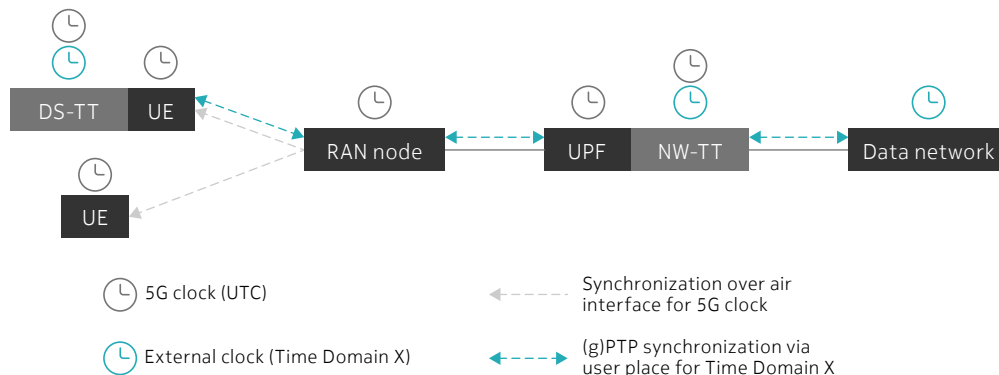 DS-TT UE
RAN node UPF NW-TT Data network
UE
5G clock (UTC)
Synchronization over air
interface for 5G clock
External clock (Time Domain X)
(g)PTP synchronization via
user place for Time Domain X